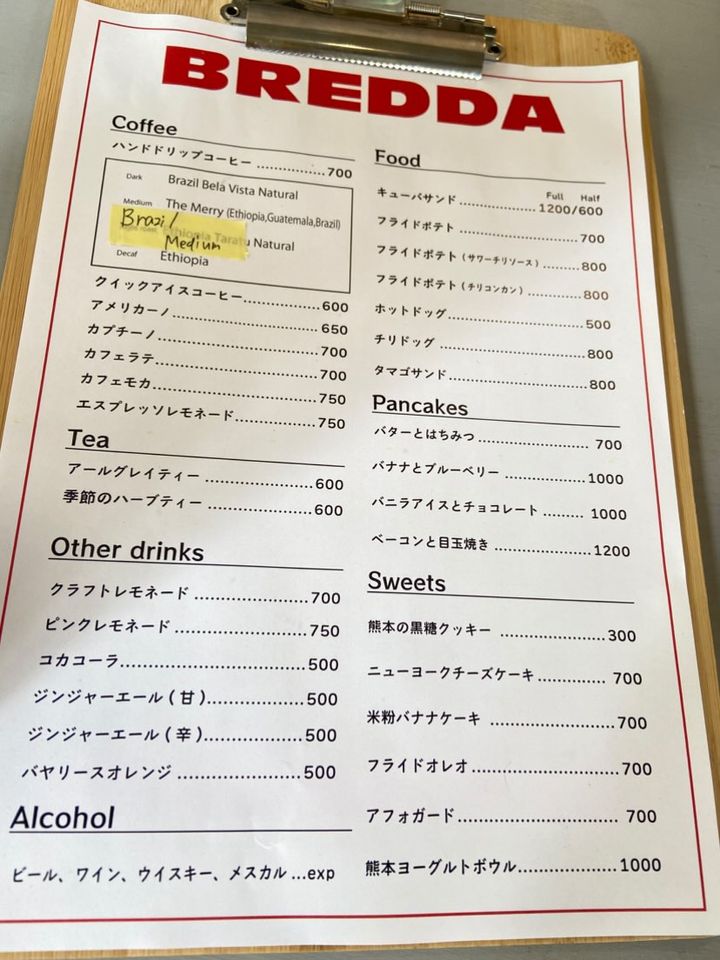 BREDDA
Coffee
ハンドドリップコーヒー ................700
Dark Brazil Bela Vista Natural
Medium The Merry (Ethiopia,Guatemala,Brazil)
Brazil
Medium
Natural
Decaf Ethiopia
クイックアイスコーヒー................600
アメリカーノ................650
カプチーノ................700
カフェラテ................700
カフェモカ................750
エスプレッソレモネード................750
Tea
アールグレイティー ................600
季節のハーブティー ................600
Other drinks
クラフトレモネード ................700
ピンクレモネード ................750
コカコーラ................500
ジンジャーエール ( 甘 )................500
ジンジャーエール ( 辛 )................500
バヤリースオレンジ ................500
Alcohol
ビール、ワイン、ウイスキー、メスカル ...exp
Food
Full Half
キューバサンド................1200/600
フライドポテト ................700
フライドポテト ( サワーチリソース ) ................800
フライドポテト ( チリコンカン ) ................800
ホットドッグ................500
チリドッグ ................800
タマゴサンド................800
Pancakes
バターとはちみつ ................ 700
バナナとブルーベリー ................1000
バニラアイスとチョコレート ......... 1000
ベーコンと目玉焼き ................1200
Sweets
熊本の黒糖クッキー ................300
ニューヨークチーズケーキ............. 700
米粉バナナケーキ ................700
フライドオレオ................700
アフォガード................ 700
熊本ヨーグルトボウル................1000